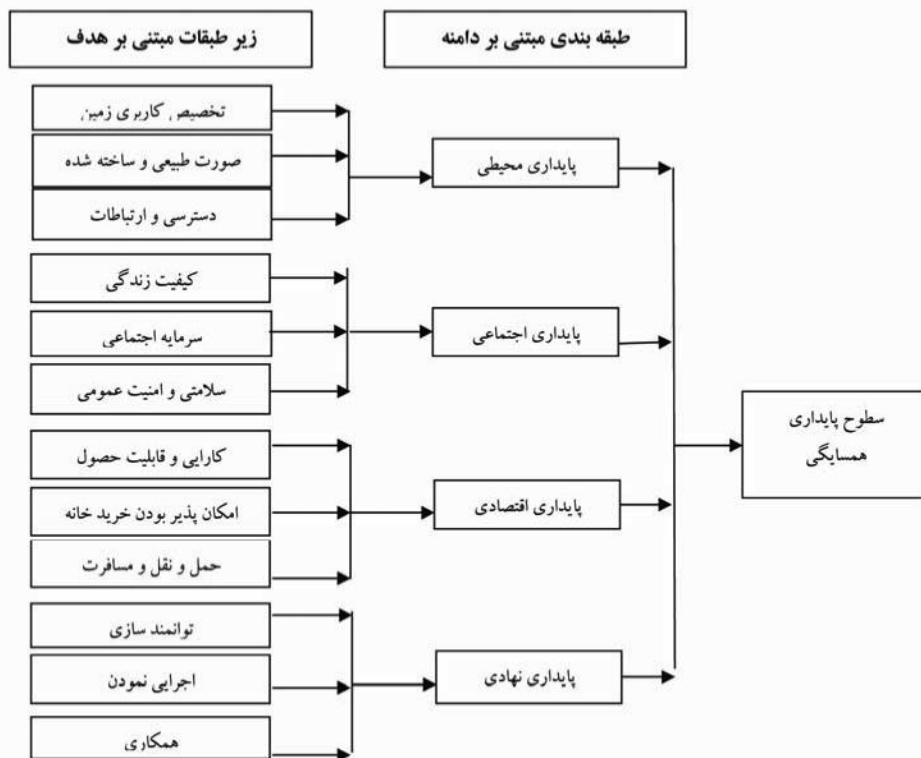 طبقه بندی مبتنی بر دامنه
زیر طبقات مبتنی بر هدف
تخصیص کاربری زمین
صورت طبیعی و ساخته شده
دسترسی و ارتباطات
پایداری محیطی
کیفیت زندگی
سرمایه اجتماعی
سلامتی و امنیت عمومی
پایداری اجتماعی
کارایی و قابلیت حصول
امکان پذیر بودن خرید خانه
حمل و نقل و مسافرت
پایداری اقتصادی
توانمند سازی
اجرایی نمودن
همکاری
پایداری نهادی
سطوح پایداری
همسایگی